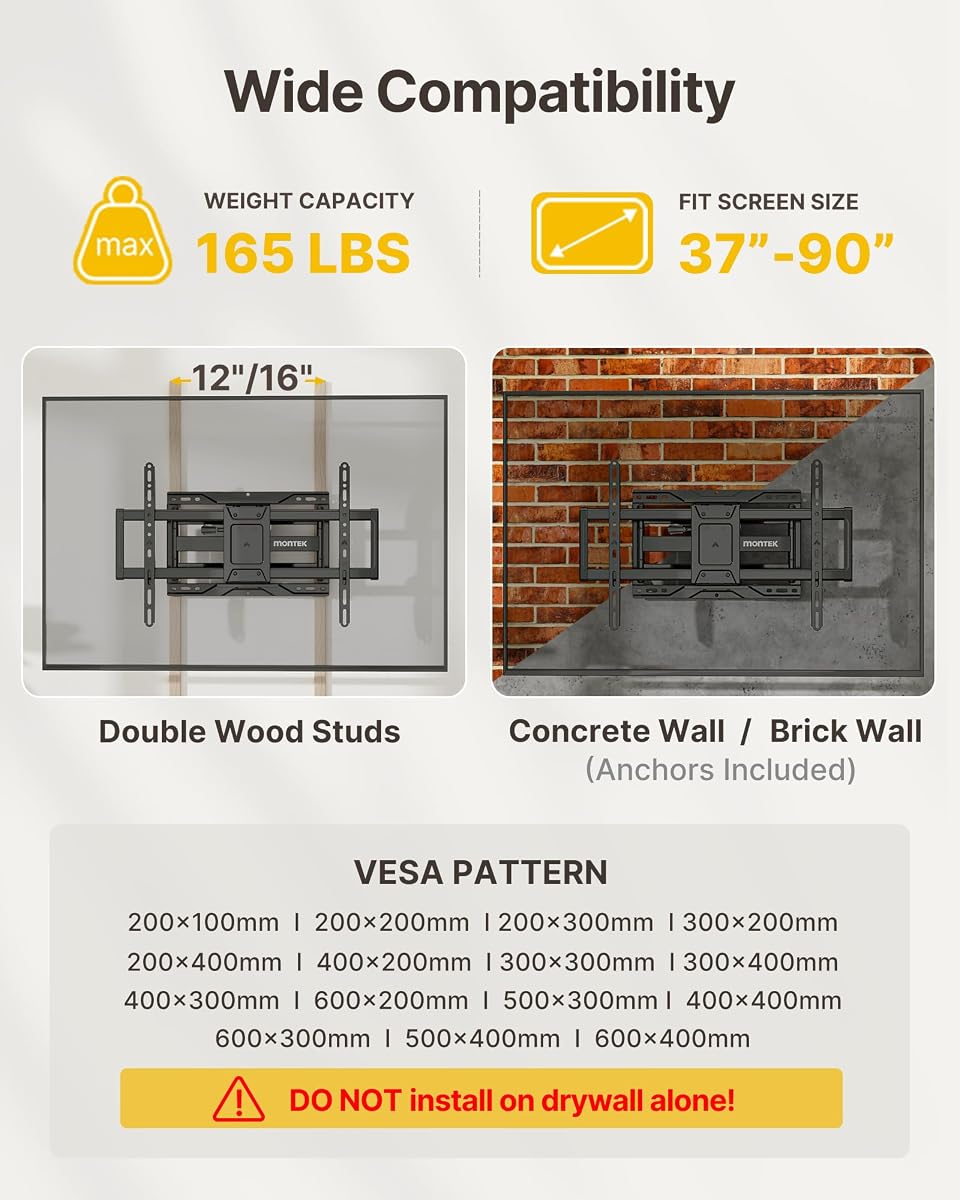 Wide Compatibility
max
WEIGHT CAPACITY
165 LBS
FIT SCREEN SIZE
37”-90”
12"/16"
MONTEK
MONTEK
Double Wood Studs
Concrete Wall / Brick Wall
(Anchors Included)
VESA PATTERN
200×100mm I 200×200mm I 200×300mm I 300×200mm
200×400mm I 400×200mm I 300×300mm I 300×400mm
400×300mm I 600×200mm I 500×300mm I 400×400mm
600×300mm I 500×400mm I 600×400mm
DO NOT install on drywall alone!